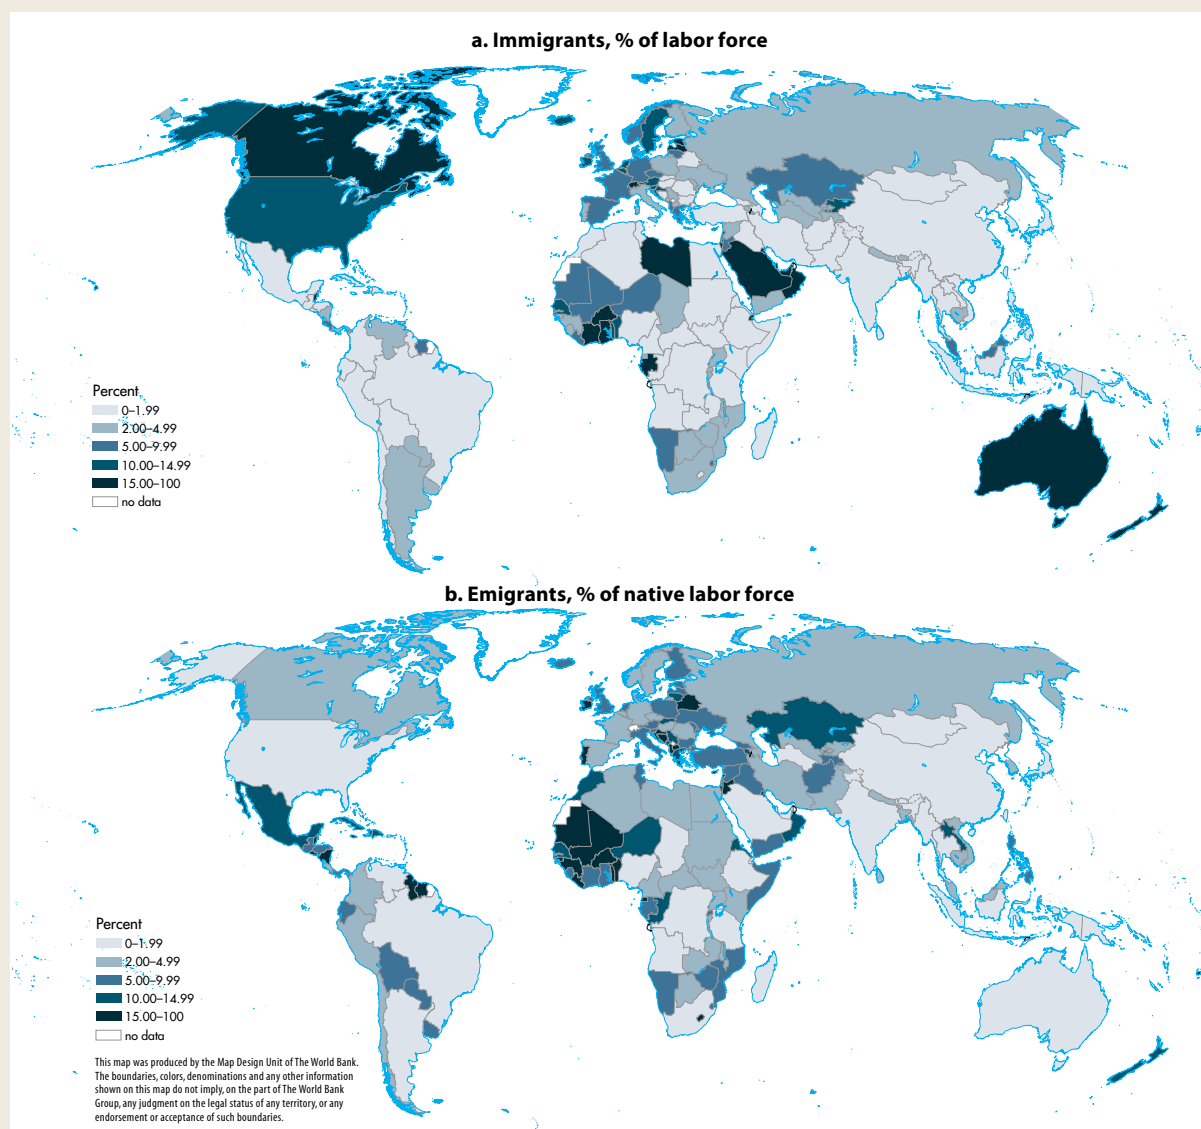 a. Immigrants, % of labor force
Percent
0–1.99
2.00–4.99
5.00–9.99
10.00–14.99
15.00–100
no data
b. Emigrants, % of native labor force
Percent
0–1.99
2.00–4.99
5.00–9.99
10.00–14.99
15.00–100
no data
This map was produced by the Map Design Unit of The World Bank.
The boundaries, colors, denominations and any other information
shown on this map do not imply, on the part of The World Bank
Group, any judgment on the legal status of any territory, or any
endorsement or acceptance of such boundaries.